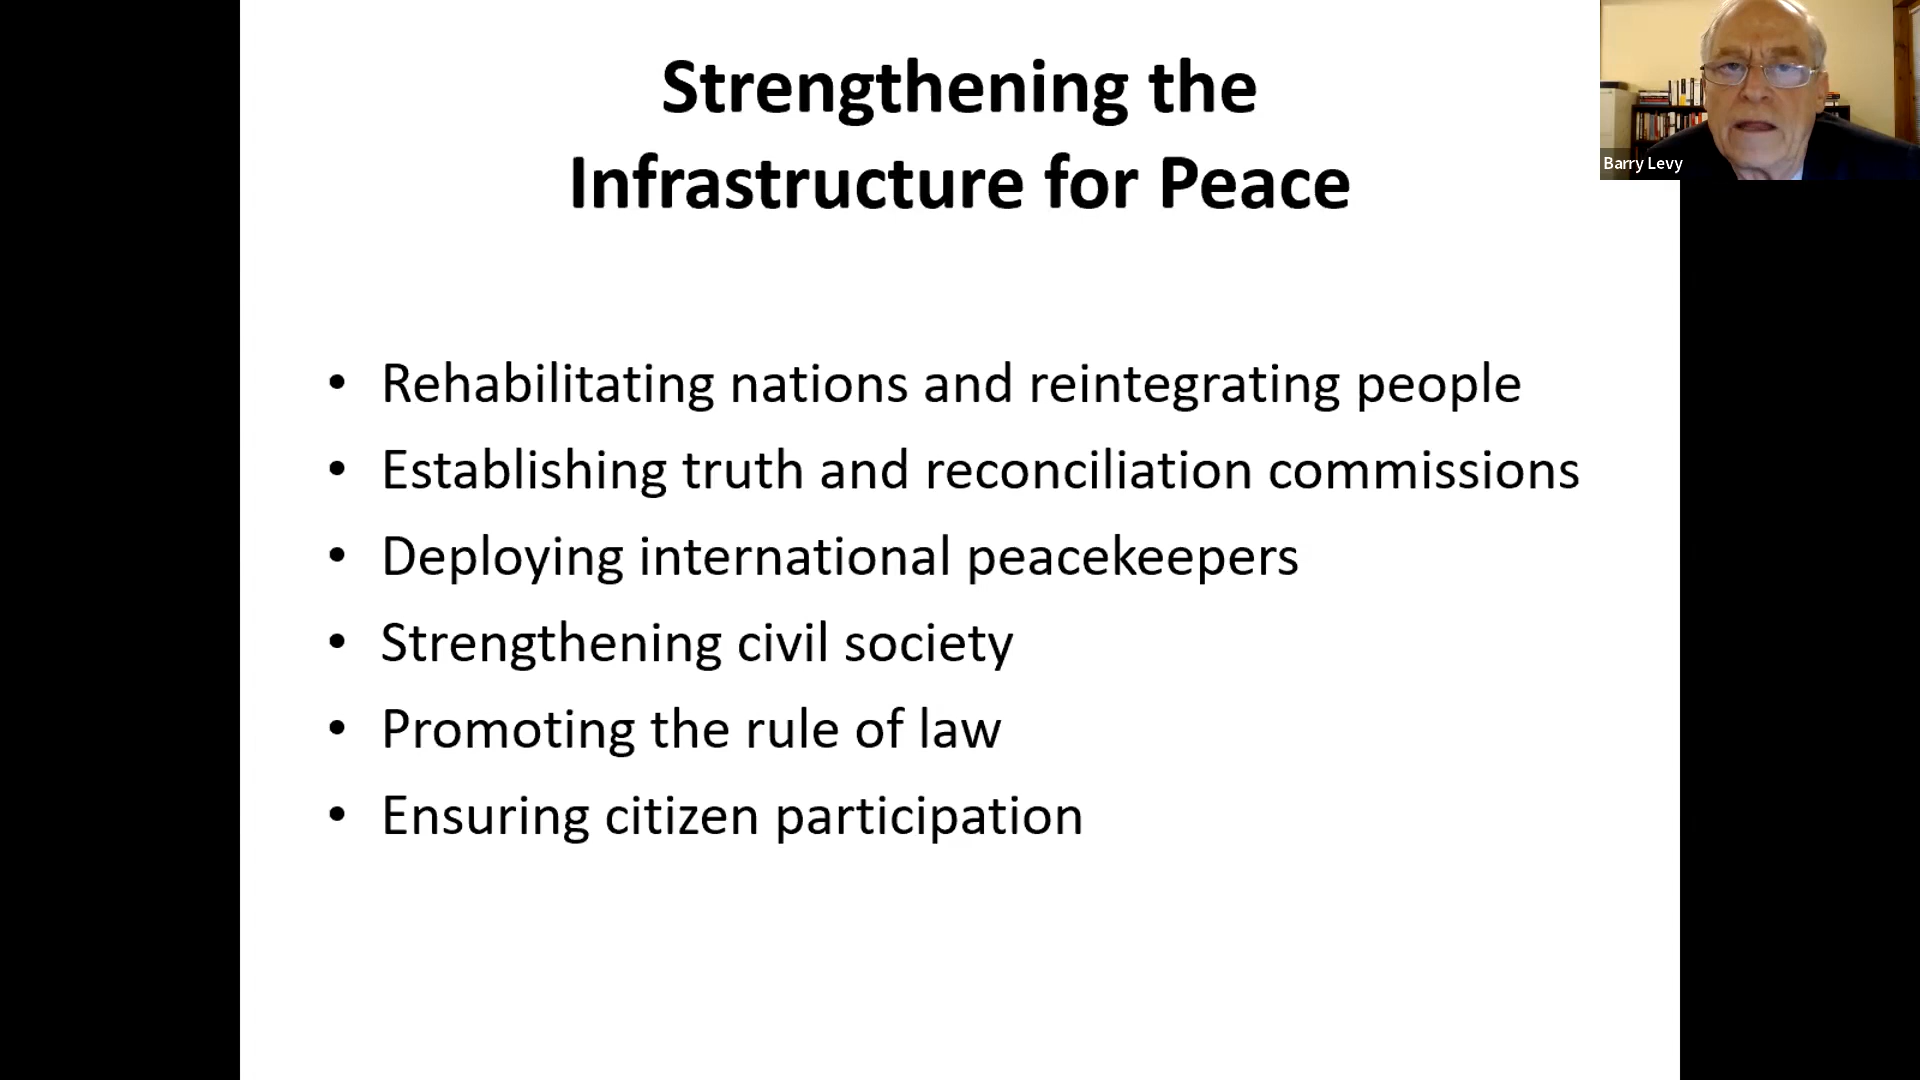 Strengthening the
Infrastructure for Peace
Barry Levy
• Rehabilitating nations and reintegrating people
• Establishing truth and reconciliation commissions
• Deploying international peacekeepers
• Strengthening civil society
• Promoting the rule of law
• Ensuring citizen participation